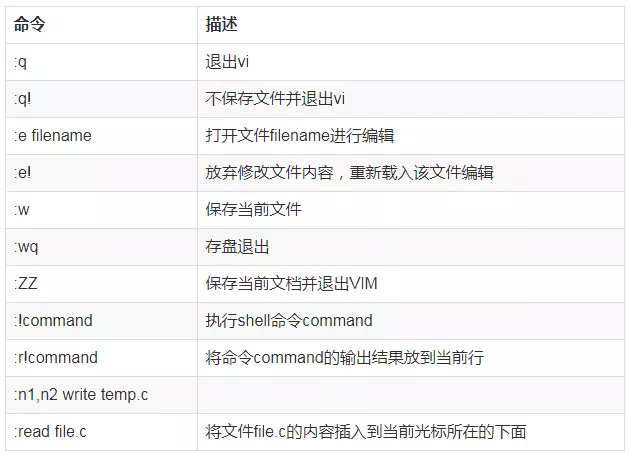 命令 描述
:q 退出vi
:q! 不保存文件并退出vi
:e filename 打开文件filename进行编辑
:e! 放弃修改文件内容，重新载入该文件编辑
:w 保存当前文件
:wq 存盘退出
:ZZ 保存当前文档并退出VIM
:!command 执行shell命令command
:r!command 将命令command的输出结果放到当前行
:n1,n2 write temp.c
:read file.c 将文件file.c的内容插入到当前光标所在的下面